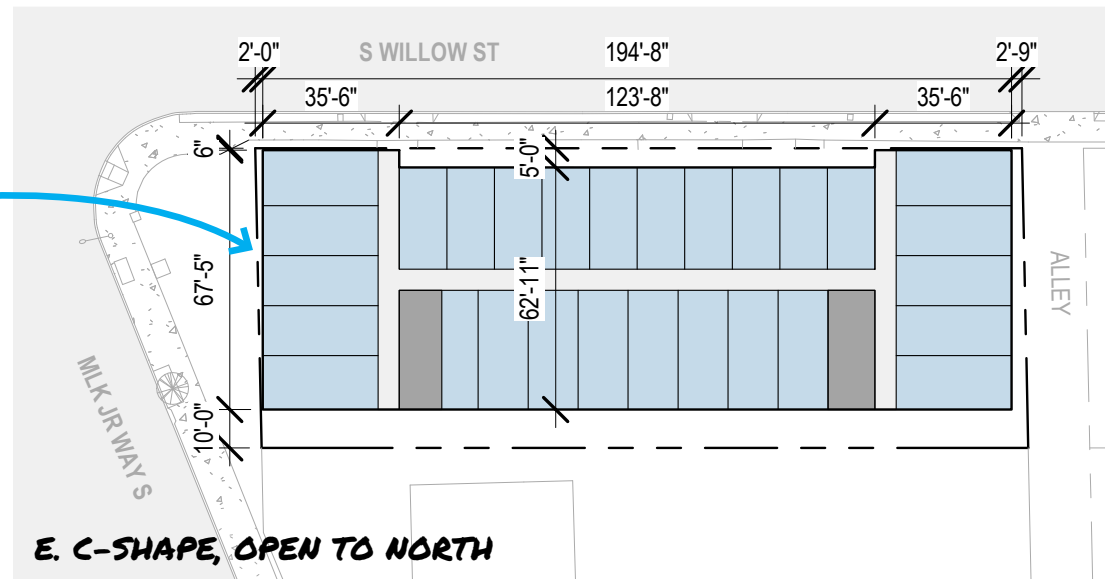 2'-0" S WILLOW ST 194'-8" 2'-9"
35'-6" 123'-8" 35'-6"
6"
5'-0"
67'-5"
62'-11"
10'-0"
ALLEY
MLK JR WAY S
E. C-SHAPE, OPEN TO NORTH